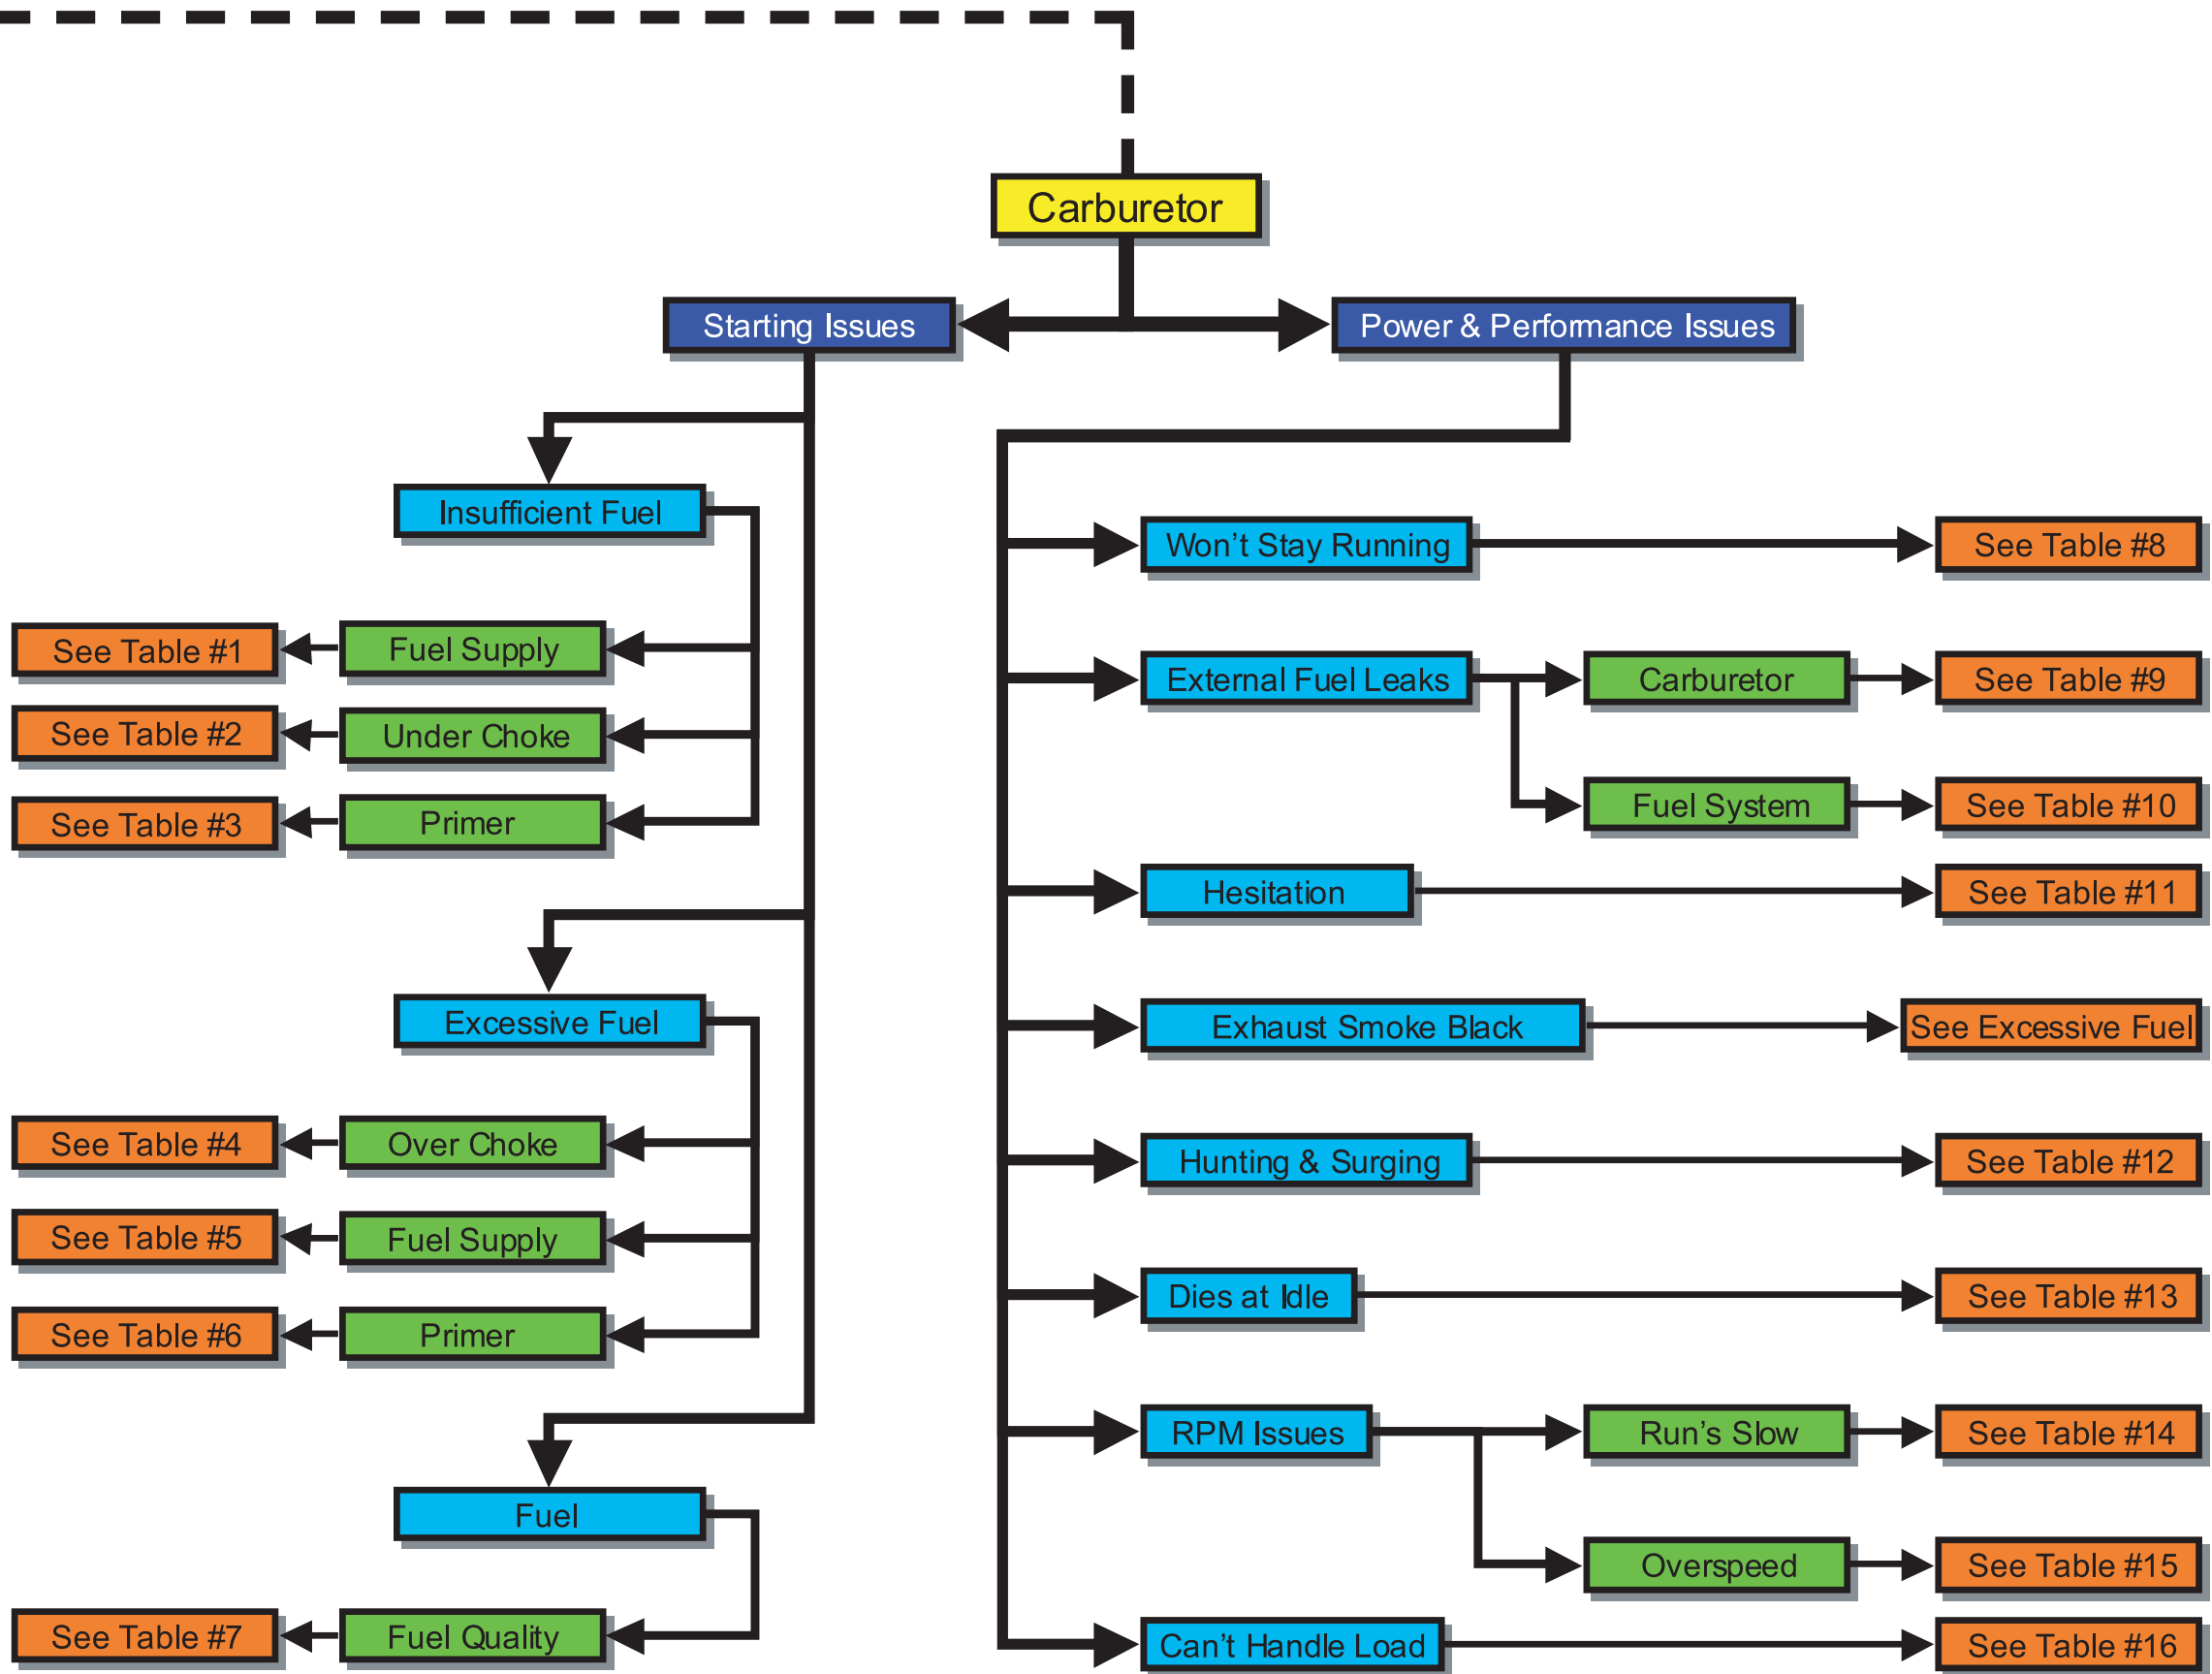 Carburetor
Starting Issues
Power & Performance Issues
Insufficient Fuel
See Table #1
Fuel Supply
See Table #2
Under Choke
See Table #3
Primer
Excessive Fuel
See Table #4
Over Choke
See Table #5
Fuel Supply
See Table #6
Primer
Fuel
See Table #7
Fuel Quality
Won’t Stay Running
See Table #8
External Fuel Leaks
Carburetor
See Table #9
Fuel System
See Table #10
Hesitation
See Table #11
Exhaust Smoke Black
See Excessive Fuel
Hunting & Surging
See Table #12
Dies at Idle
See Table #13
RPM Issues
Run’s Slow
See Table #14
Overspeed
See Table #15
Can’t Handle Load
See Table #16